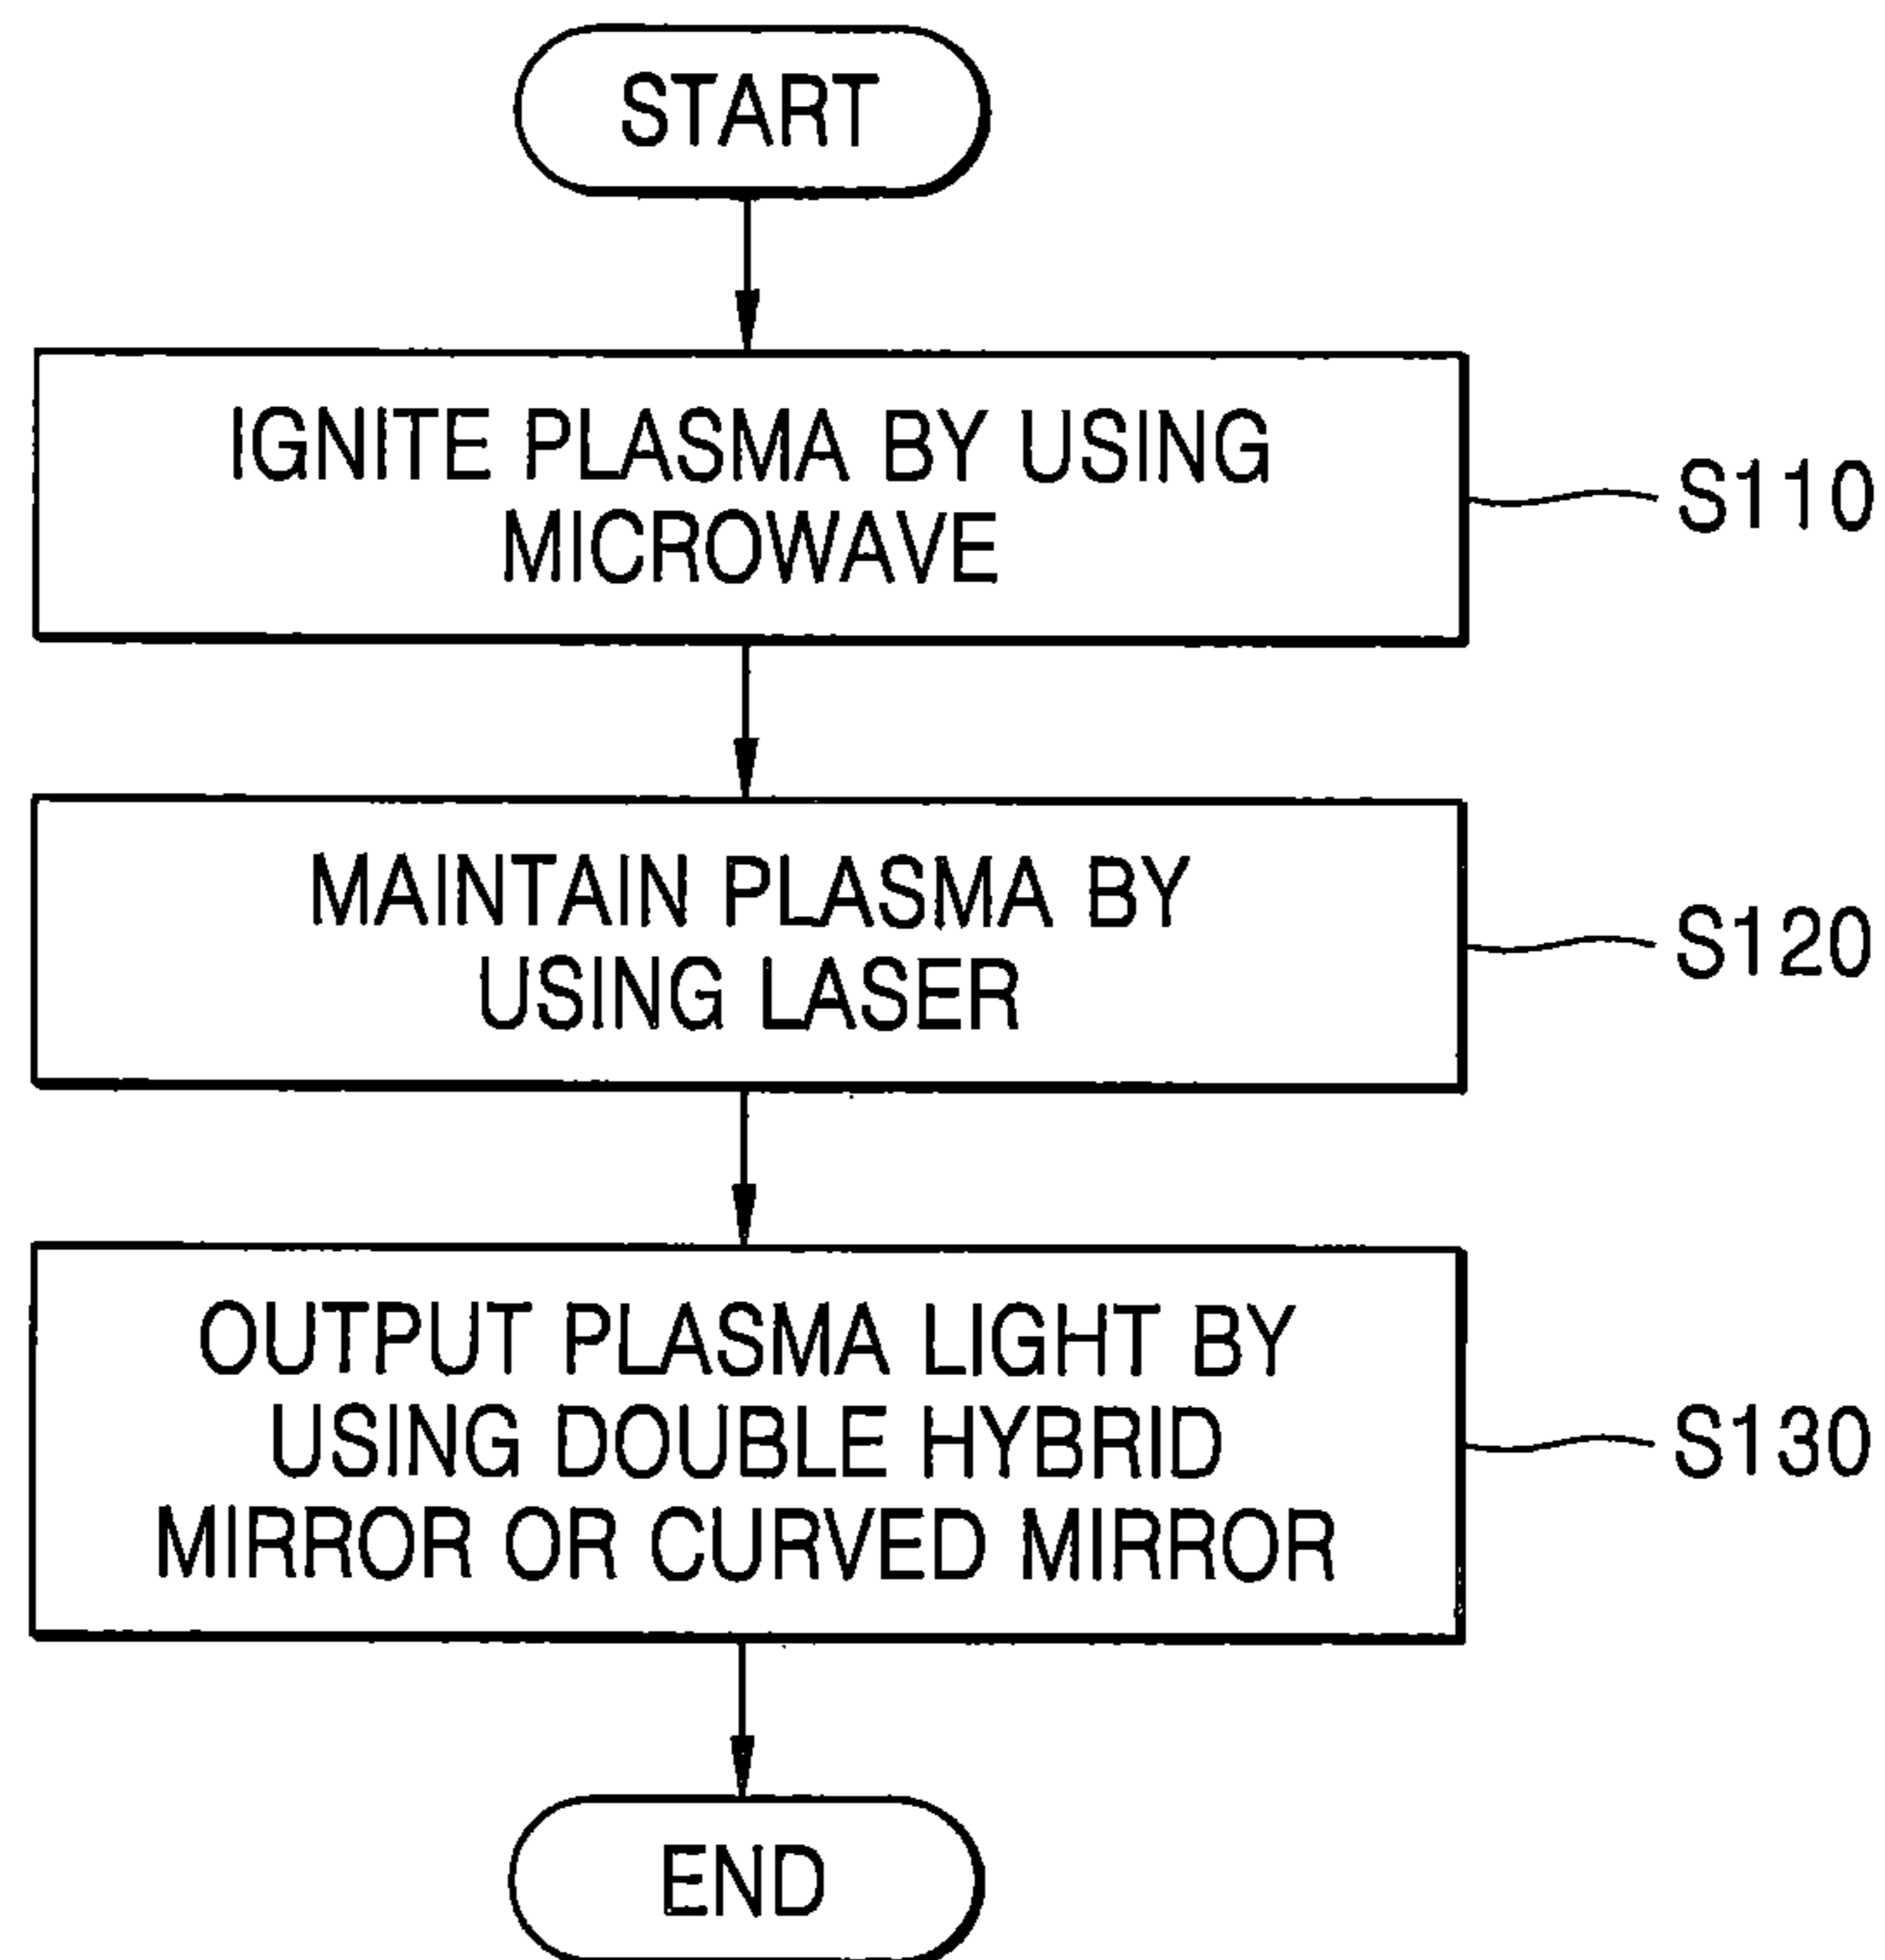 START
IGNITE PLASMA BY USING
MICROWAVE
S110
MAINTAIN PLASMA BY
USING LASER
S120
OUTPUT PLASMA LIGHT BY
USING DOUBLE HYBRID
MIRROR OR CURVED MIRROR
S130
END